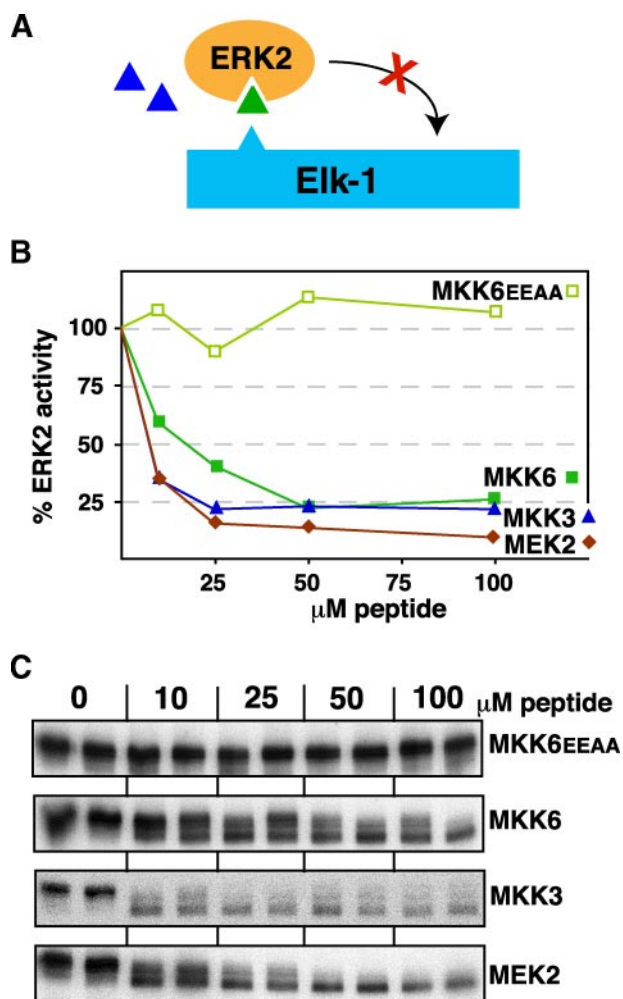 A
ERK2
X
Elk-1
B
MKK6EEAA
100
75
50
25
MKK6
MKK3
MEK2
% ERK2 activity
25 50 75 100
μM peptide
C
0 10 25 50 100 μM peptide
MKK6EEAA
MKK6
MKK3
MEK2